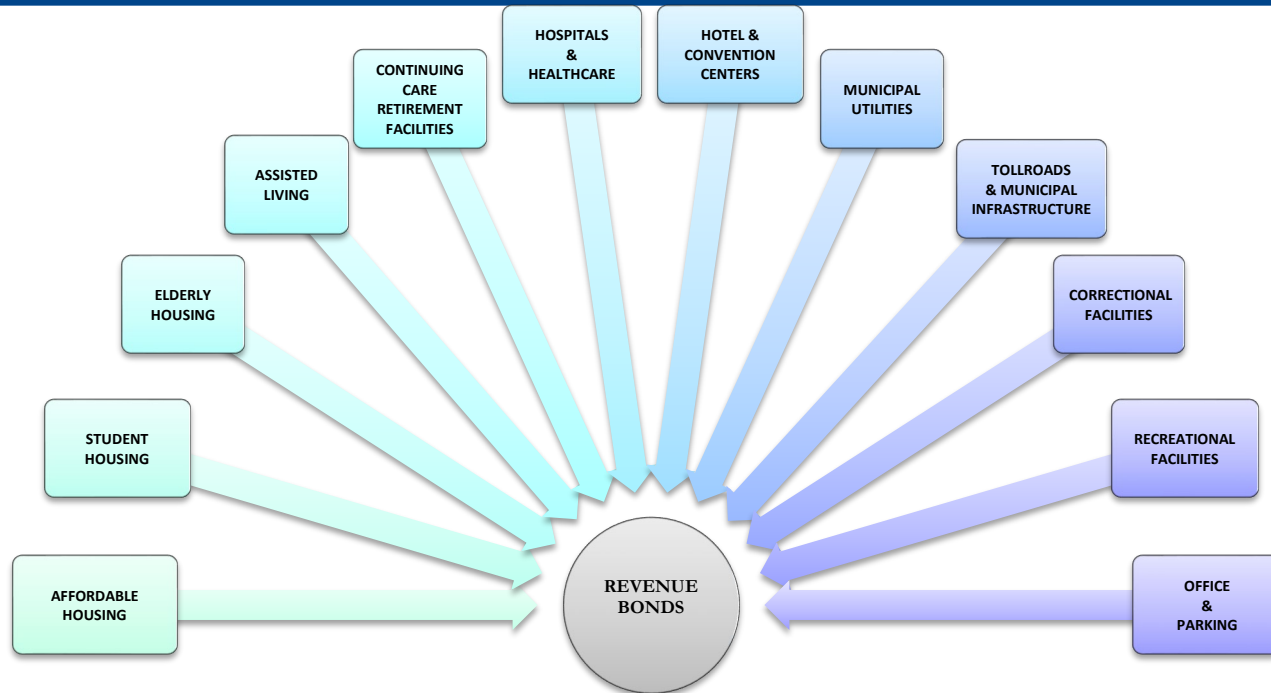 HOSPITALS
&
HEALTHCARE
HOTEL &
CONVENTION
CENTERS
CONTINUING
CARE
RETIREMENT
FACILITIES
MUNICIPAL
UTILITIES
ASSISTED
LIVING
TOLLROADS
& MUNICIPAL
INFRASTRUCTURE
ELDERLY
HOUSING
CORRECTIONAL
FACILITIES
STUDENT
HOUSING
RECREATIONAL
FACILITIES
AFFORDABLE
HOUSING
REVENUE
BONDS
OFFICE
&
PARKING